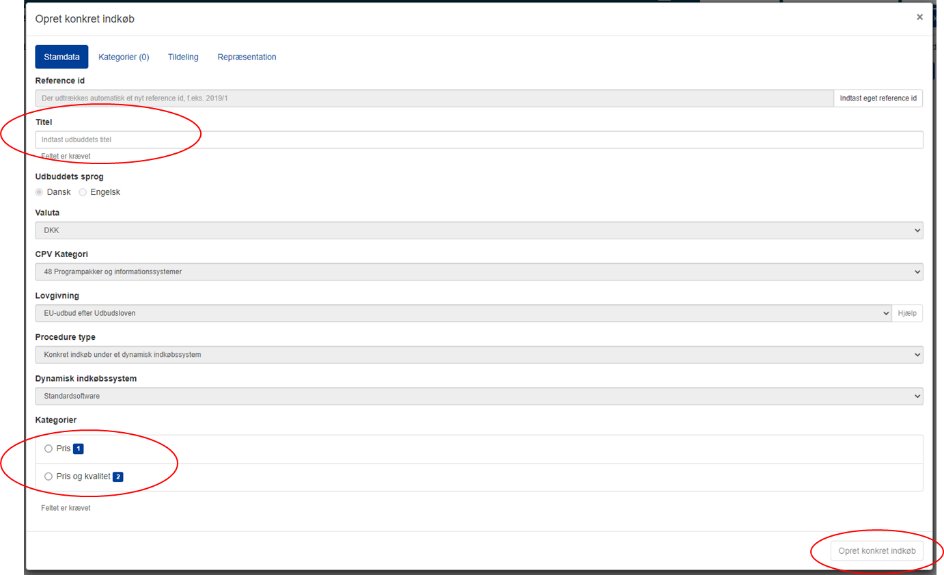 Opret konkret indkøb ×
Stamdata Kategorier (0) Tildeling Repræsentation
Reference id
Der udtrækkes automatisk et nyt reference id, f.eks. 2019/1 Indtast eget reference id
Titel
Indtast udbuddets titel
Feltet er krævet
Udbuddets sprog
Dansk Engelsk
Valuta
DKK
CPV Kategori
48 Programpakker og informationssystemer
Lovgivning
EU-udbud efter Udbudsloven Hjælp
Procedure type
Konkret indkøb under et dynamisk indkøbssystem
Dynamisk indkøbssystem
Standardsoftware
Kategorier
Pris 1
Pris og kvalitet 2
Feltet er krævet
Opret konkret indkøb